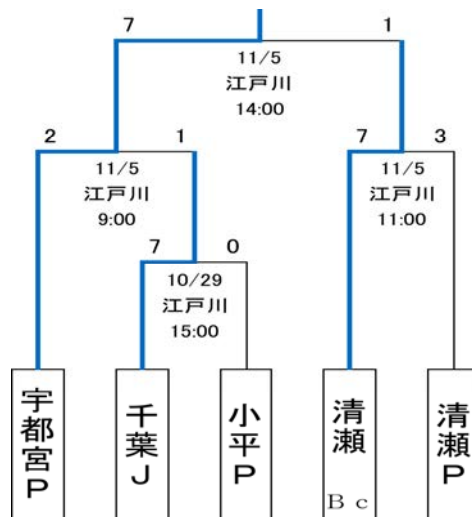 7 1
11/5
江戸川
14:00
2 1 7 3
11/5 11/5
江戸川 江戸川
9:00 11:00
7 0
10/29
江戸川
15:00
宇都宮P
千葉J
小平P
清瀬
Bc
清瀬P